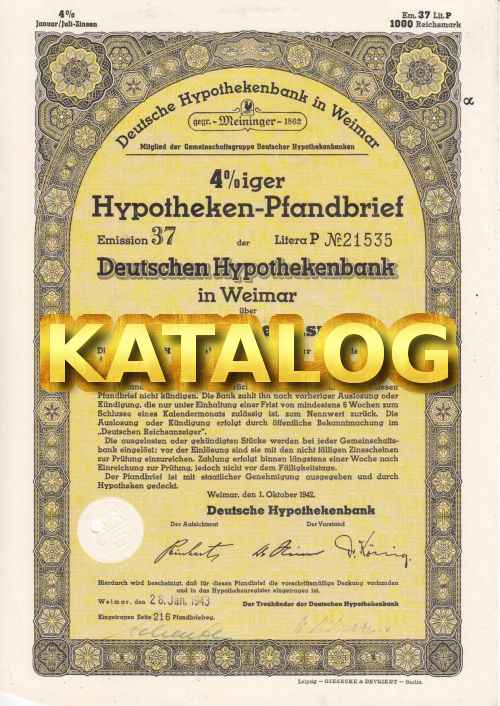 4%
Januar/Juli-Zinsen
Em. 37 Lit. P
1000 Reichsmark
Deutsche Hypothekenbank in Weimar
gegr. - Meininger - 1862
Mitglied der Gemeinschaftsgruppe Deutscher Hypothekenbanken
4%iger
Hypotheken-Pfandbrief
Emission 37 der Litera P № 21535
Deutschen Hypothekenbank
in Weimar
über
KATALOG
Pfandbrief nicht kündigen. Die Bank zahlt ihn nach vorheriger Auslosung oder
Kündigung, die nur unter Einhaltung einer Frist von mindestens 6 Wochen zum
Schlusse eines Kalendermonats zulässig ist, zum Nennwert zurück. Die
Auslosung oder Kündigung erfolgt durch öffentliche Bekanntmachung im
„Deutschen Reichsanzeiger".
Die ausgelosten oder gekündigten Stücke werden bei jeder Gemeinschafts-
bank eingelöst; vor der Einlösung sind sie mit den nicht fälligen Zinsscheinen
zur Prüfung einzureichen. Zahlung erfolgt binnen längstens einer Woche nach
Einreichung zur Prüfung, jedoch nicht vor dem Fälligkeitstage.
Der Pfandbrief ist mit staatlicher Genehmigung ausgegeben und durch
Hypotheken gedeckt.
Weimar, den 1. Oktober 1942.
Deutsche Hypothekenbank
Der Aufsichtsrat Der Vorstand
Hierdurch wird bescheinigt, daß für diesen Pfandbrief die vorschriftsmäßige Deckung vorhanden
und in das Hypothekenregister eingetragen ist.
Weimar, den 26. Jan. 1943
Der Treuhänder der Deutschen Hypothekenbank
Eingetragen Seite 216 Pfandbriefbuch
Leipzig - GIESECKE & DEVRIENT - Berlin.